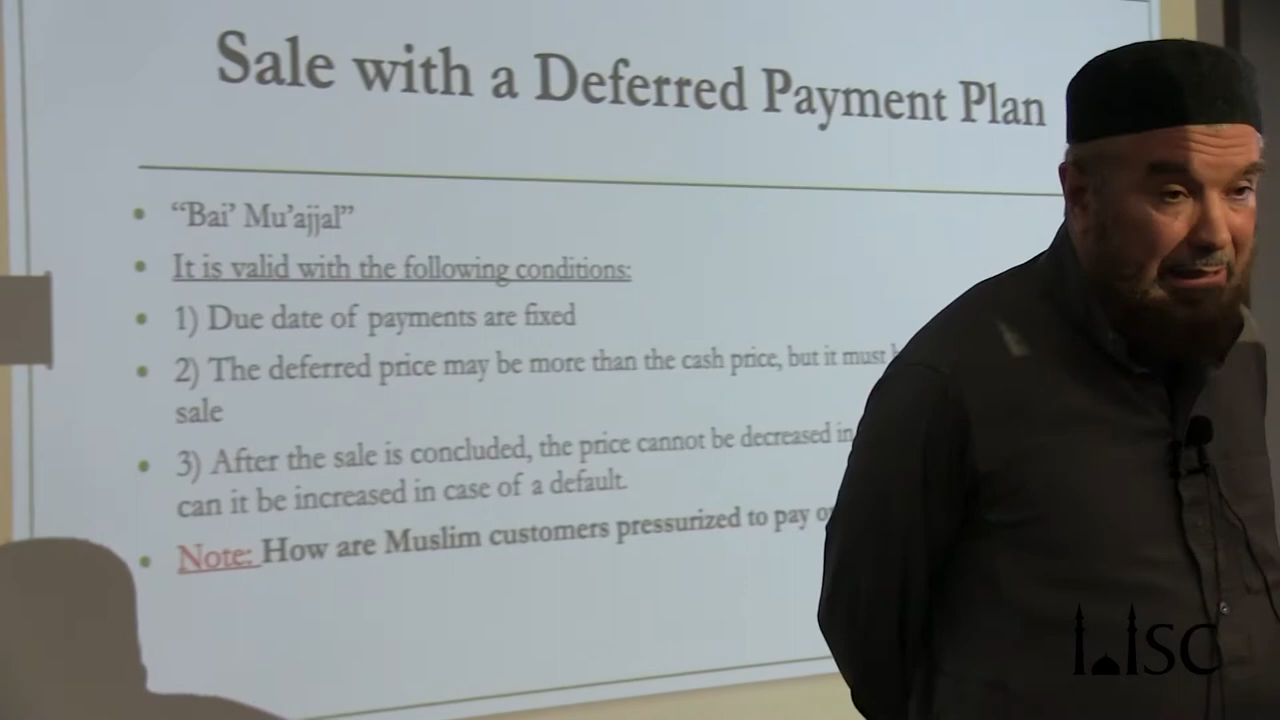 Sale with a Deferred Payment Plan
• “Bai’ Mu’ajjal”
• It is valid with the following conditions:
• 1) Due date of payments are fixed
• 2) The deferred price may be more than the cash price, but it must
sale
• 3) After the sale is concluded, the price cannot be decreased in
can it be increased in case of a default.
• Note: How are Muslim customers pressurized to pay
ISC